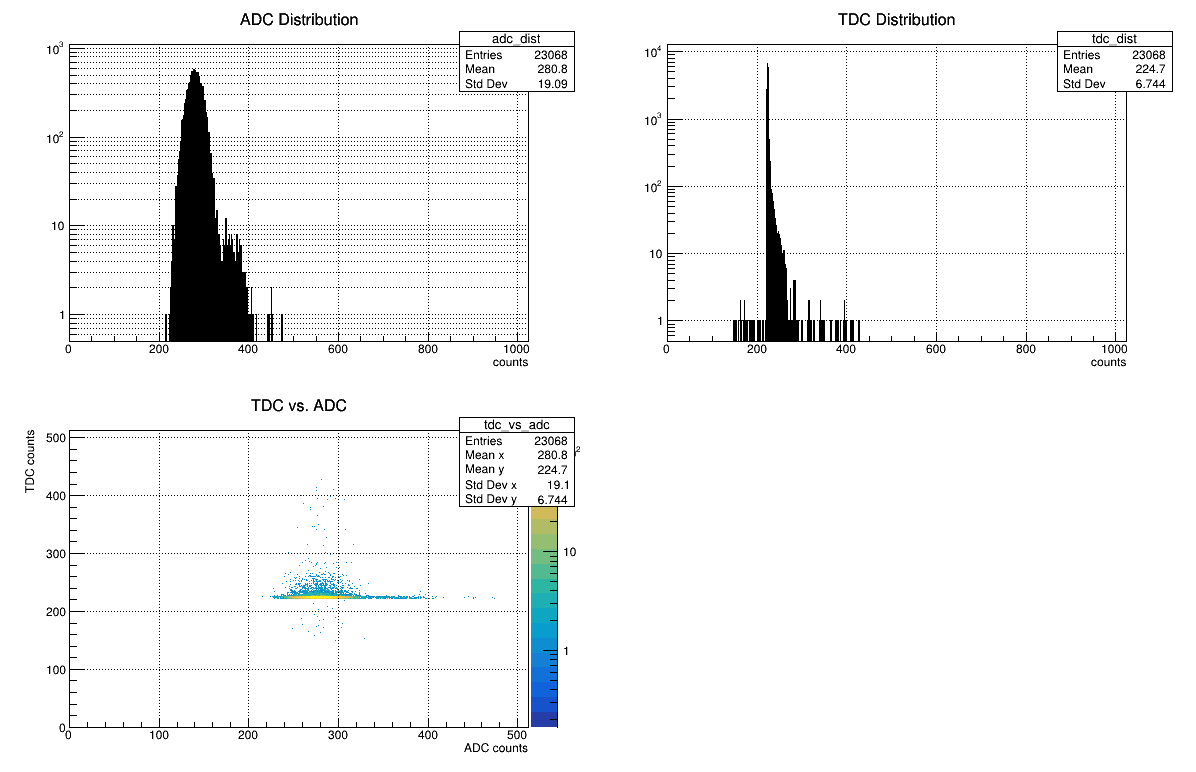 ADC Distribution
adc_dist
Entries 23068
Mean 280.8
Std Dev 19.09
10³
10²
10
1
0 200 400 600 800 1000
counts
TDC Distribution
tdc_dist
Entries 23068
Mean 224.7
Std Dev 6.744
10⁴
10³
10²
10
1
0 200 400 600 800 1000
counts
TDC vs. ADC
tdc_vs_adc
Entries 23068
Mean x 280.8
Mean y 224.7
Std Dev x 19.1
Std Dev y 6.744
TDC counts
500
400
300
200
100
0
0 100 200 300 400 500
ADC counts
2
10
1